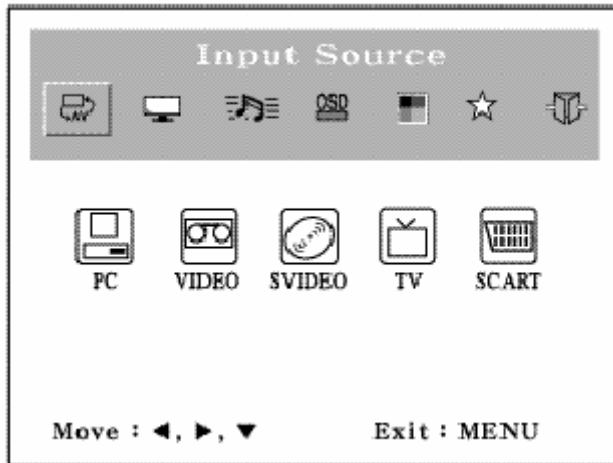 Input Source
OSD
PC VIDEO SVIDEO TV SCART
Move : ◀, ▶, ▼ Exit : MENU